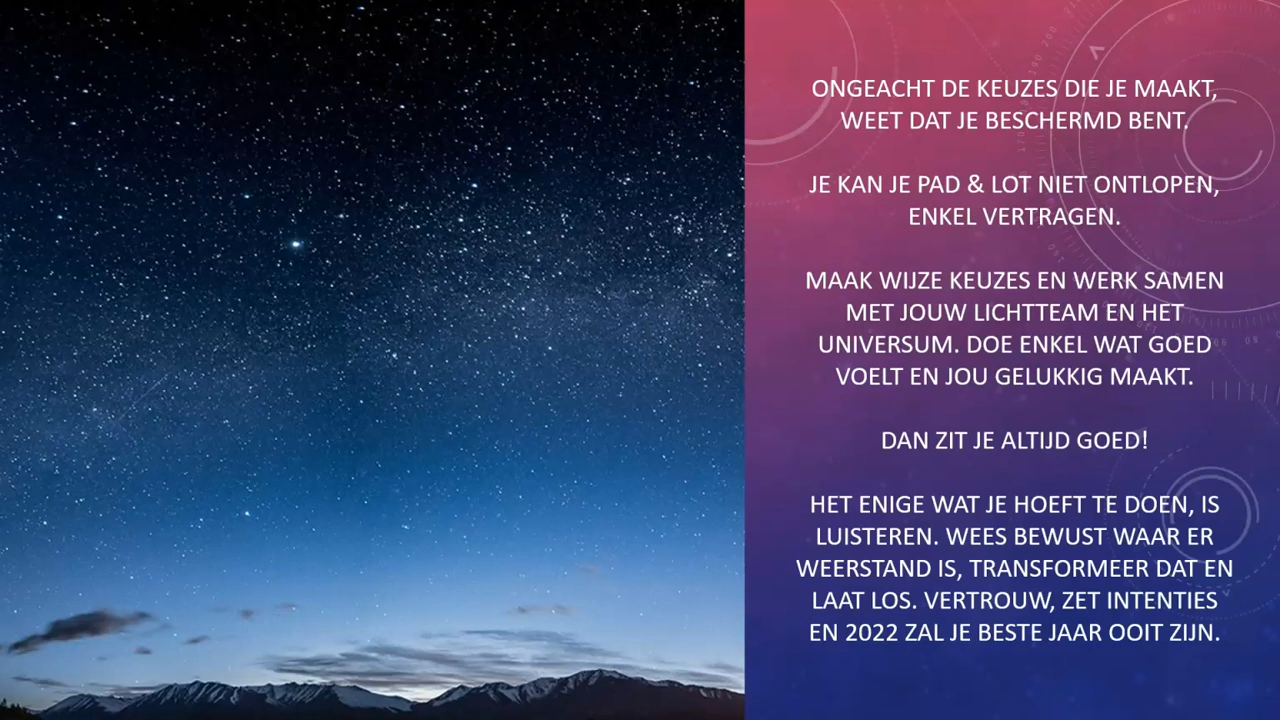 ONGEACHT DE KEUZES DIE JE MAAKT,
WEET DAT JE BESCHERMD BENT.
JE KAN JE PAD & LOT NIET ONTLOPEN,
ENKEL VERTRAGEN.
MAAK WIJZE KEUZES EN WERK SAMEN
MET JOUW LICHTTEAM EN HET
UNIVERSUM. DOE ENKEL WAT GOED
VOELT EN JOU GELUKKIG MAAKT.
DAN ZIT JE ALTIJD GOED!
HET ENIGE WAT JE HOEFT TE DOEN, IS
LUISTEREN. WEES BEWUST WAAR ER
WEERSTAND IS, TRANSFORMEER DAT EN
LAAT LOS. VERTROUW, ZET INTENTIES
EN 2022 ZAL JE BESTE JAAR OOIT ZIJN.